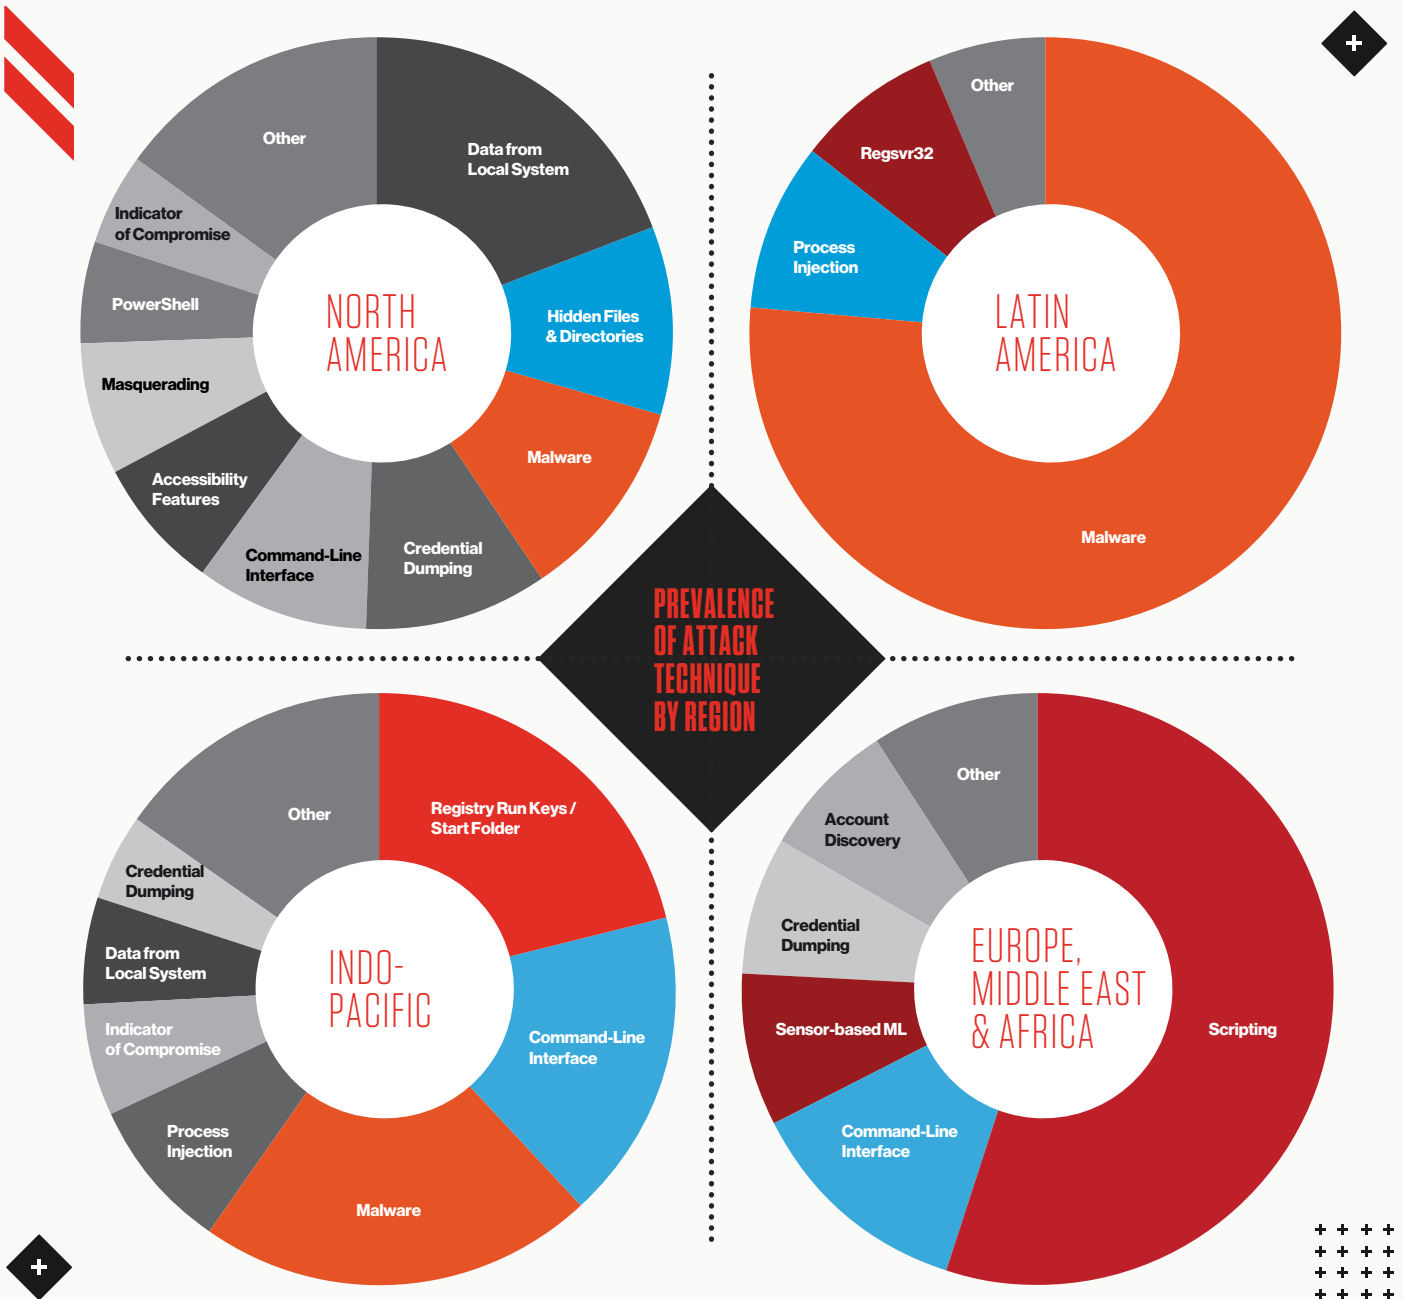 Other
Data from
Local System
Indicator
of Compromise
PowerShell
Hidden Files
& Directories
Masquerading
Malware
Accessibility
Features
Command-Line
Interface
Credential
Dumping
NORTH
AMERICA
Other
Regsvr32
Process
Injection
Malware
LATIN
AMERICA
PREVALENCE
OF ATTACK
TECHNIQUE
BY REGION
Other
Registry Run Keys /
Start Folder
Credential
Dumping
Data from
Local System
Indicator
of Compromise
Command-Line
Interface
Process
Injection
Malware
INDO-
PACIFIC
Other
Account
Discovery
Credential
Dumping
Sensor-based ML
Scripting
Command-Line
Interface
EUROPE,
MIDDLE EAST
& AFRICA